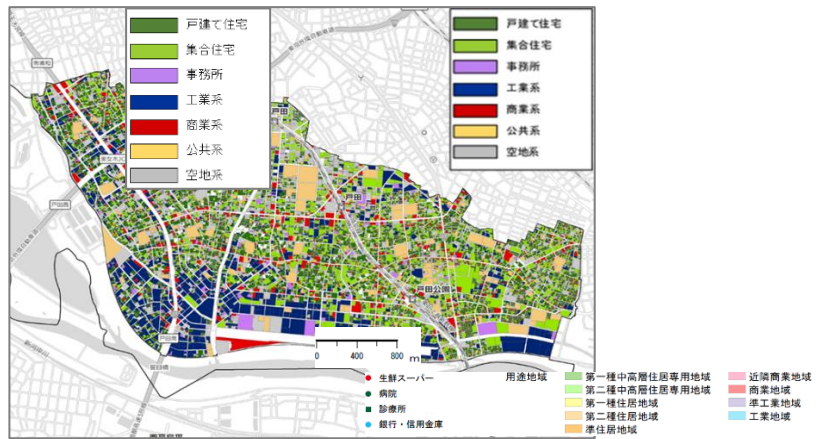 戸建て住宅
集合住宅
事務所
工業系
商業系
公共系
空地系
戸建て住宅
集合住宅
事務所
工業系
商業系
公共系
空地系
戸田
戸田
戸田公園
0 400 800 m
生鮮スーパー
病院
診療所
銀行・信用金庫
用途地域
第一種中高層住居専用地域
第二種中高層住居専用地域
第一種住居地域
第二種住居地域
準住居地域
近隣商業地域
商業地域
準工業地域
工業地域